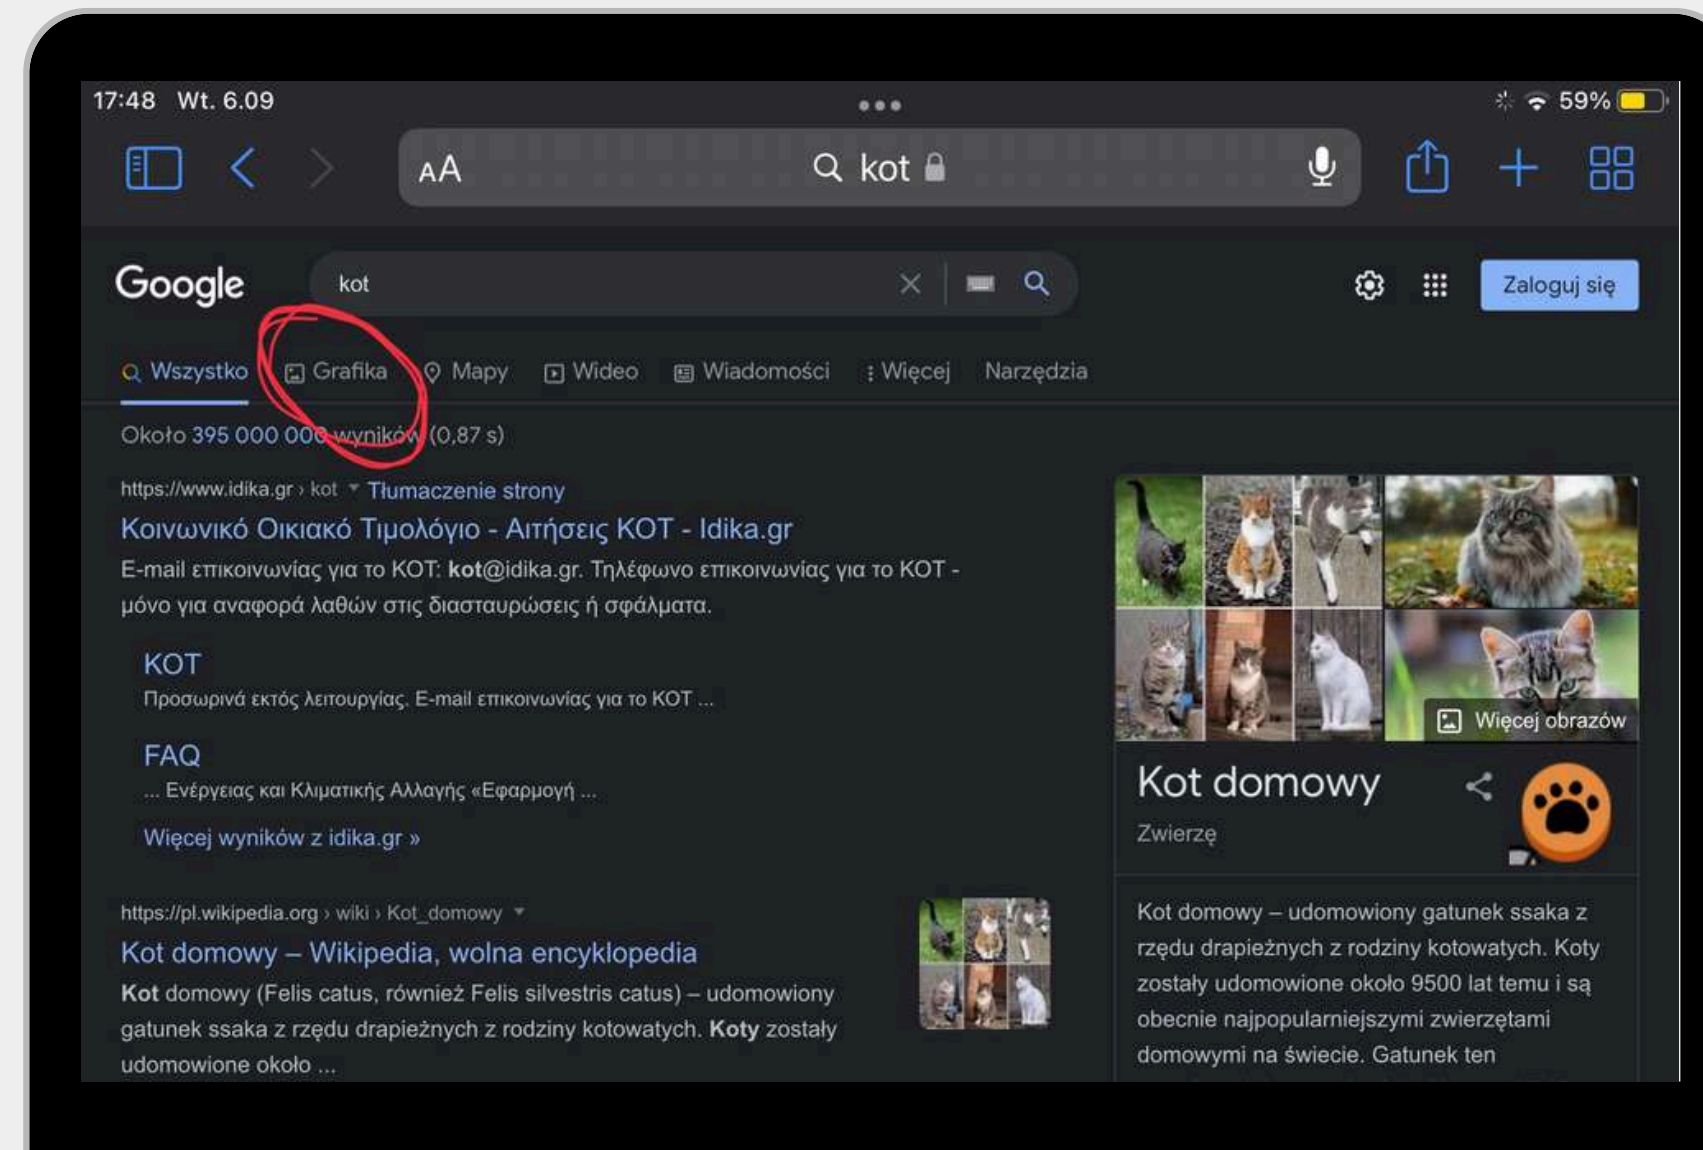 17:48 Wt. 6.09
59%
AA
kot
Google
kot
Zaloguj się
Wszystko
Grafika
Mapy
Wideo
Wiadomości
Więcej
Narzędzia
Około 395 000 000 wyników (0,87 s)
https://www.idika.gr › kot Tłumaczenie strony
Κοινωνικό Οικιακό Τιμολόγιο - Αιτήσεις ΚΟΤ - Idika.gr
E-mail επικοινωνίας για το ΚΟΤ: kot@idika.gr. Τηλέφωνο επικοινωνίας για το ΚΟΤ -
μόνο για αναφορά λαθών στις διασταυρώσεις ή σφάλματα.
ΚΟΤ
Προσωρινά εκτός λειτουργίας. E-mail επικοινωνίας για το ΚΟΤ ...
FAQ
... Ενέργειας και Κλιματικής Αλλαγής «Εφαρμογή ...
Więcej wyników z idika.gr »
https://pl.wikipedia.org › wiki › Kot_domowy
Kot domowy – Wikipedia, wolna encyklopedia
Kot domowy (Felis catus, również Felis silvestris catus) – udomowiony
gatunek ssaka z rzędu drapieżnych z rodziny kotowatych. Koty zostały
udomowione około ...
Więcej obrazów
Kot domowy
Zwierzę
Kot domowy – udomowiony gatunek ssaka z
rzędu drapieżnych z rodziny kotowatych. Koty
zostały udomowione około 9500 lat temu i są
obecnie najpopularniejszymi zwierzętami
domowymi na świecie. Gatunek ten